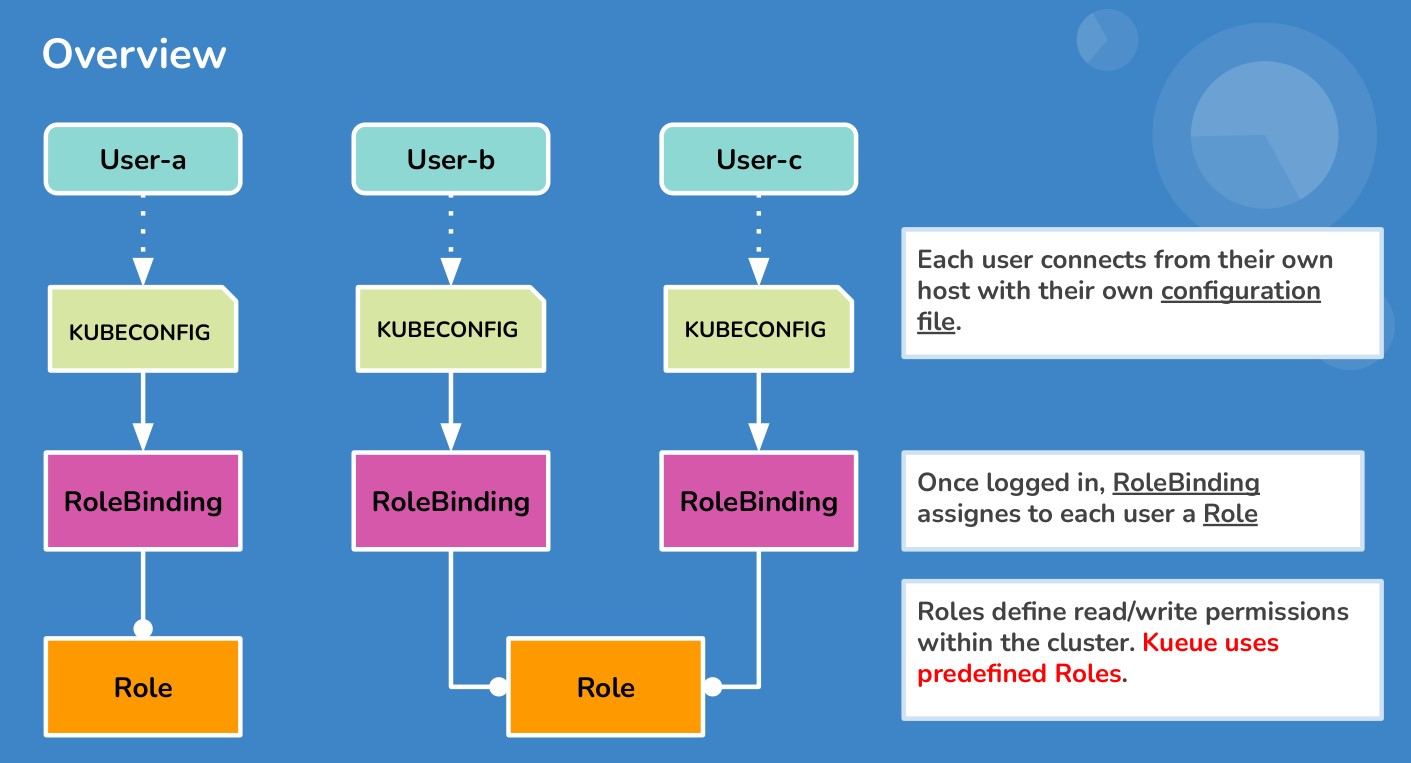 Overview
User-a
User-b
User-c
KUBECONFIG
KUBECONFIG
KUBECONFIG
Each user connects from their own
host with their own configuration
file.
RoleBinding
RoleBinding
RoleBinding
Once logged in, RoleBinding
assignes to each user a Role
Role
Role
Roles define read/write permissions
within the cluster. Kueue uses
predefined Roles.